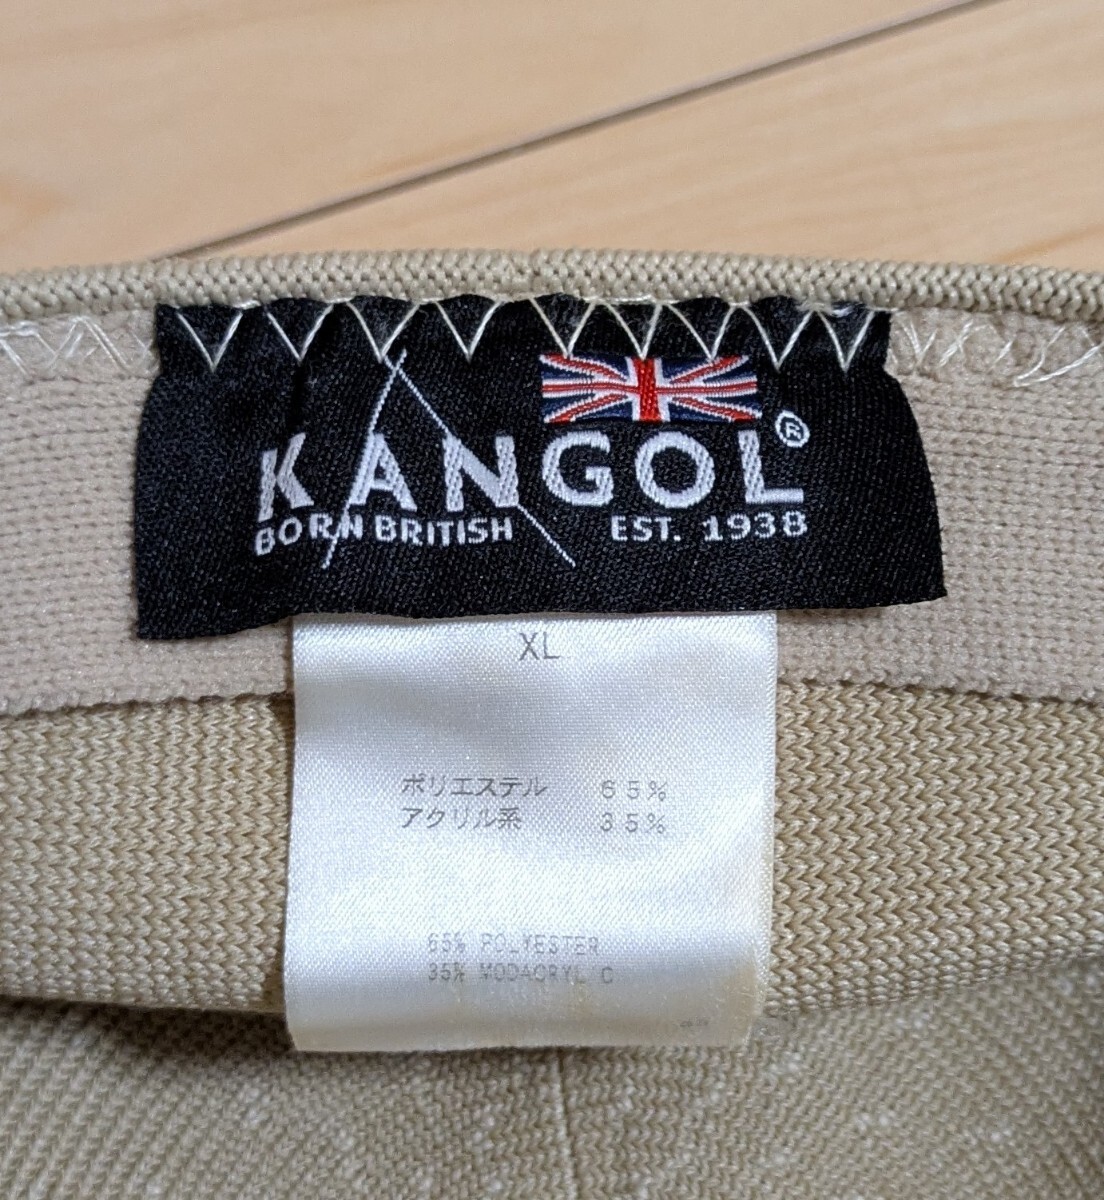 KANGOL®
BORN BRITISH EST. 1938
XL
ポリエステル 65%
アクリル系 35%
65% POLYESTER
35% MODACRYL C